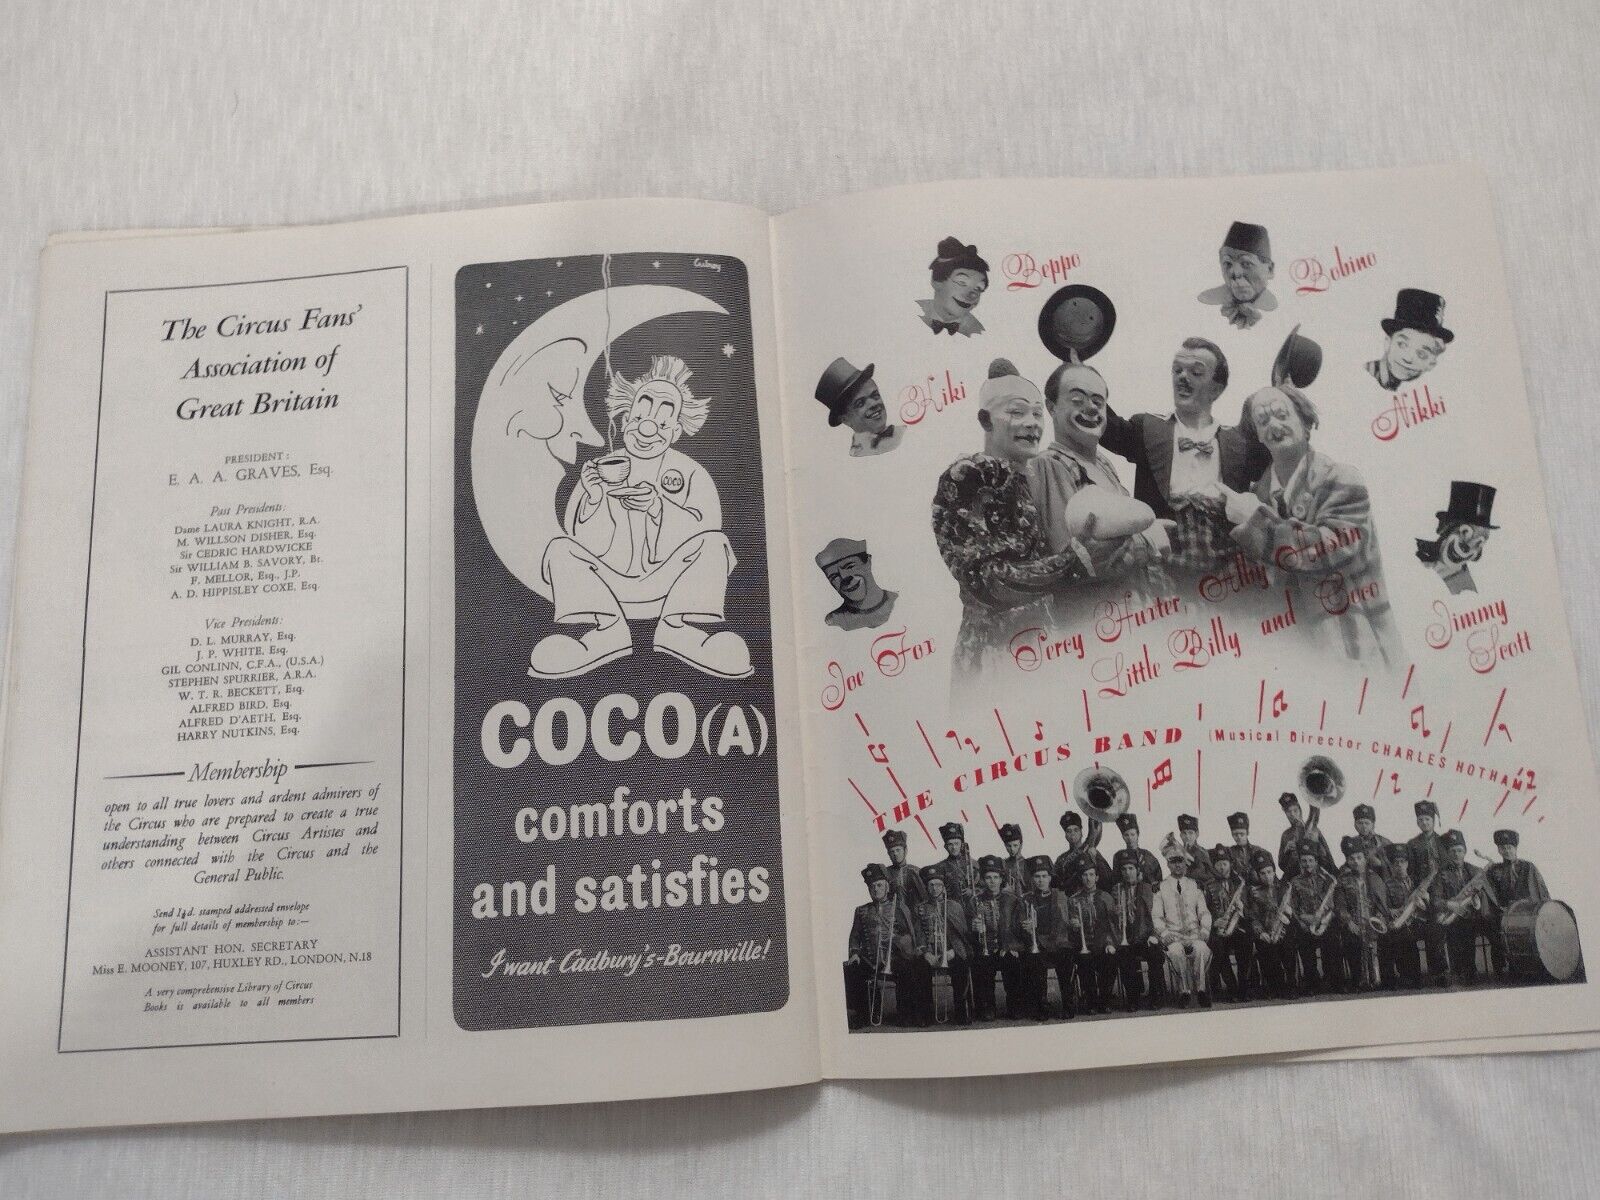 The Circus Fans'
Association of
Great Britain
PRESIDENT:
E. A. A. GRAVES, Esq.
Past Presidents:
Dame LAURA KNIGHT, R.A.
M. WILLSON DISHER, Esq.
Sir CEDRIC HARDWICKE
Sir WILLIAM B. SAVORY, Bt.
F. MELLOR, Esq., J.P.
A. D. HIPPISLEY COXE, Esq.
Vice Presidents:
D. L. MURRAY, Esq.
J. P. WHITE, Esq.
GIL CONLINN, C.F.A., (U.S.A.)
STEPHEN SPURRIER, A.R.A.
W. T. R. BECKETT, Esq.
ALFRED BIRD, Esq.
ALFRED D'AETH, Esq.
HARRY NUTKINS, Esq.
Membership
open to all true lovers and ardent admirers of
the Circus who are prepared to create a true
understanding between Circus Artistes and
others connected with the Circus and the
General Public.
Send stamped addressed envelope
for full details of membership to:—
ASSISTANT HON. SECRETARY
Miss E. MOONEY, 107, HUXLEY RD., LONDON, N.18
A very comprehensive Library of Circus
Books is available to all members
COCO
COCO(A)
comforts
and satisfies
I want Cadbury's-Bournville!
Beppo
Bobino
Kiki
Nikki
Joe Fox
Percy Huxter, Alby Austin
Little Billy and Coco
Jimmy
Scott
THE CIRCUS BAND (Musical Director CHARLES HOTHAM)